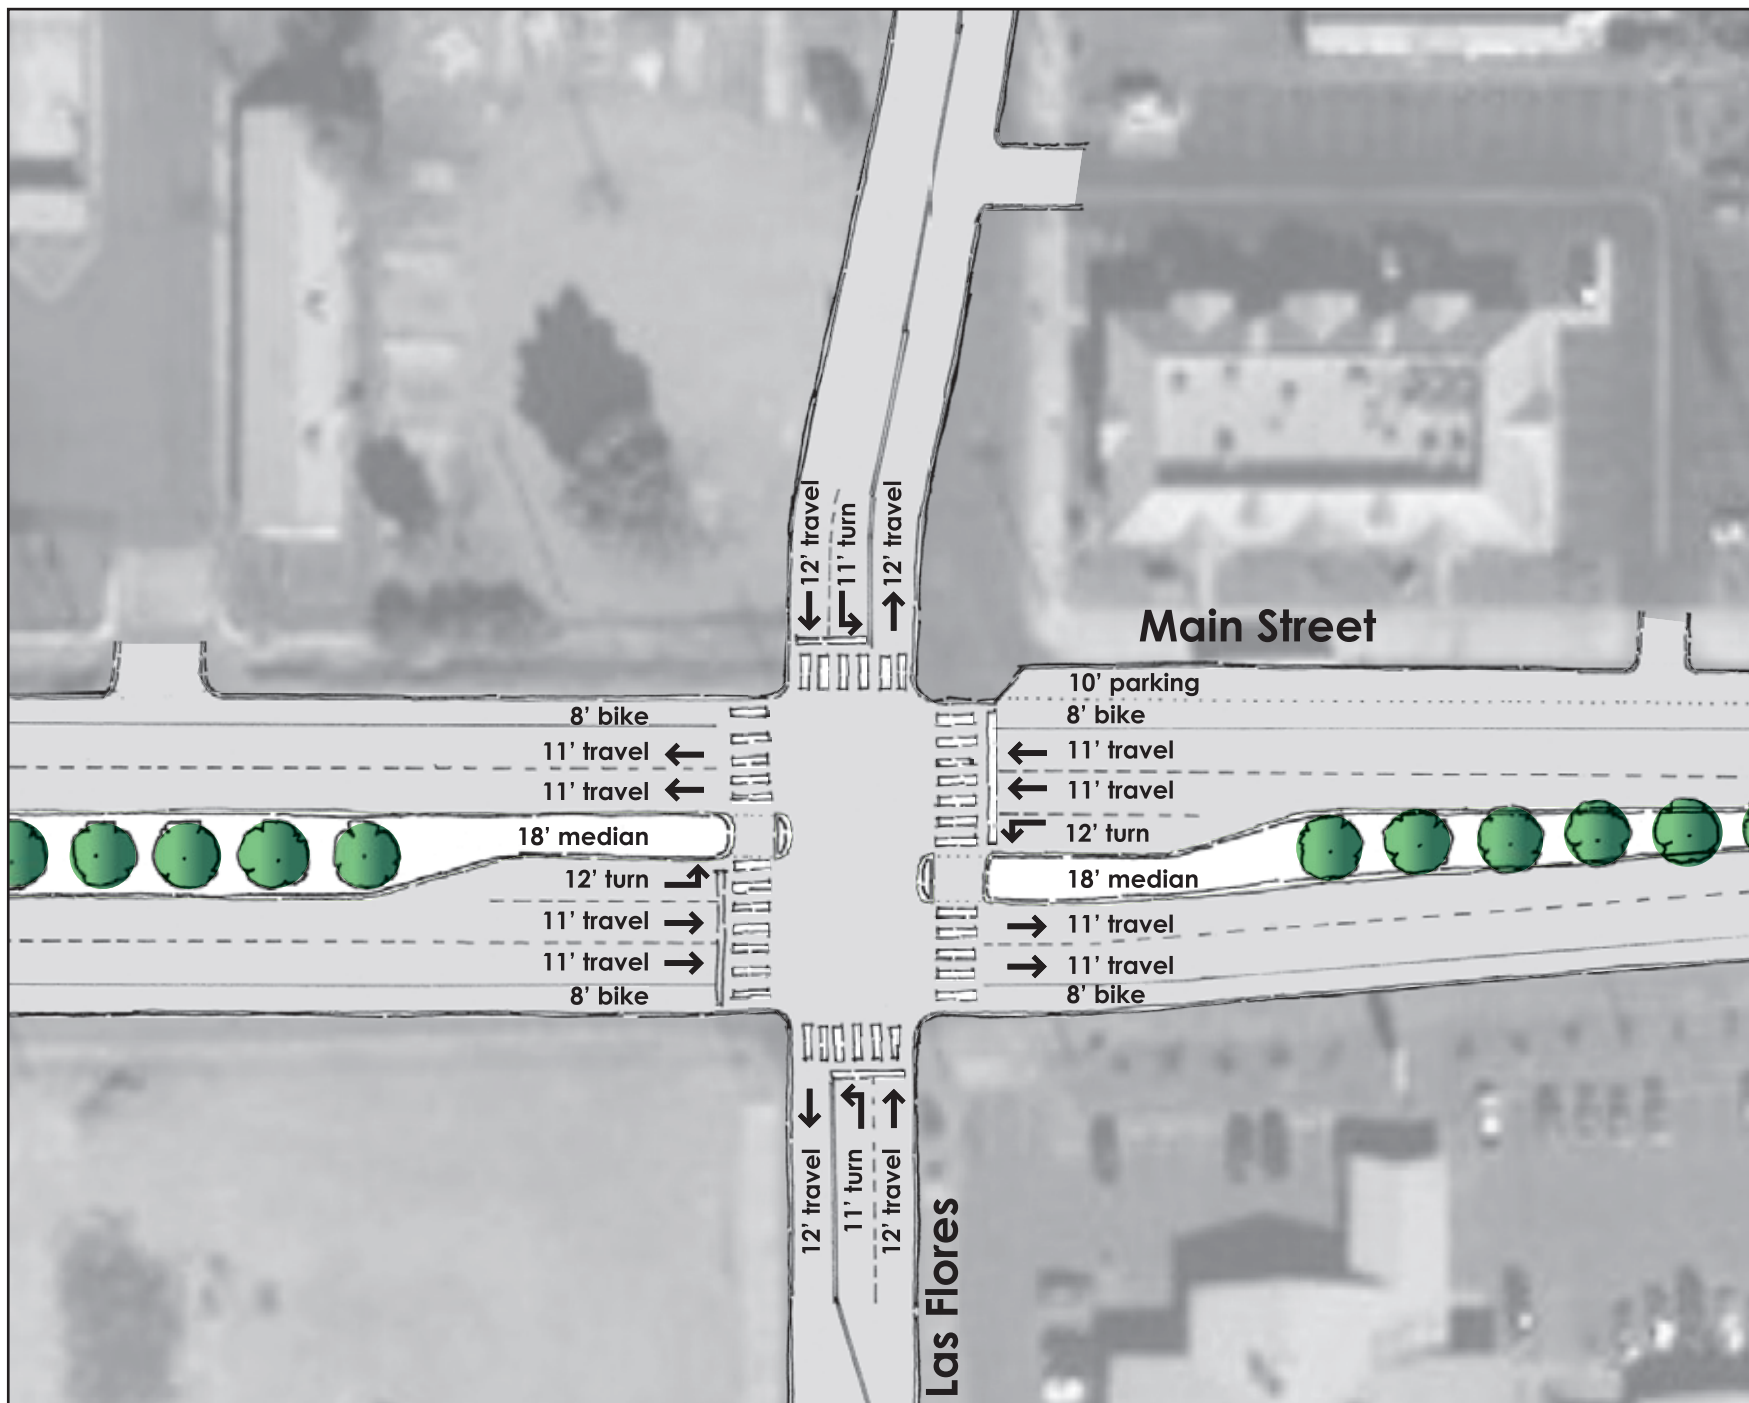 12’ travel
11’ turn
12’ travel
Main Street
10’ parking
8’ bike
8’ bike
11’ travel
11’ travel
11’ travel
11’ travel
18’ median
12’ turn
12’ turn
18’ median
11’ travel
11’ travel
11’ travel
11’ travel
8’ bike
8’ bike
12’ travel
11’ turn
12’ travel
Las Flores